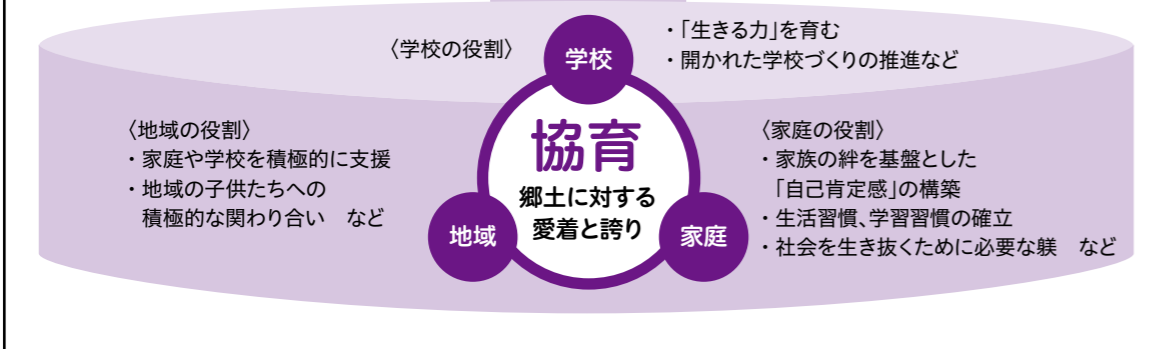 〈学校の役割〉
学校
・「生きる力」を育む
・開かれた学校づくりの推進など
〈地域の役割〉
・家庭や学校を積極的に支援
・地域の子供たちへの
積極的な関わり合い　など
協育
郷土に対する
愛着と誇り
地域
家庭
〈家庭の役割〉
・家族の絆を基盤とした
「自己肯定感」の構築
・生活習慣、学習習慣の確立
・社会を生き抜くために必要な躾　など